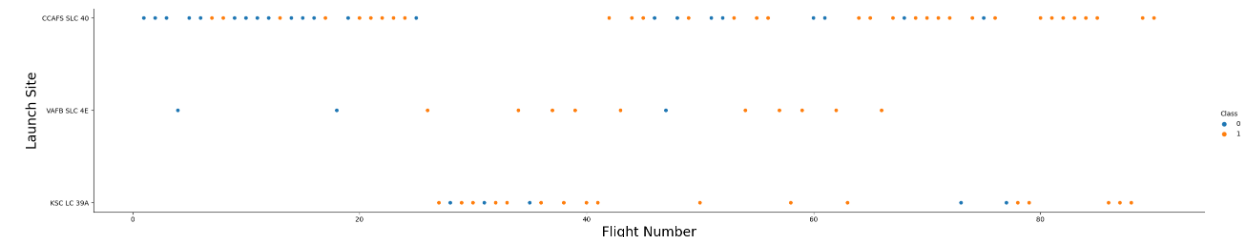 CCAFS SLC 40
VAFB SLC 4E
KSC LC 39A
Launch Site
0 20 40 60 80
Flight Number
Class
0
1